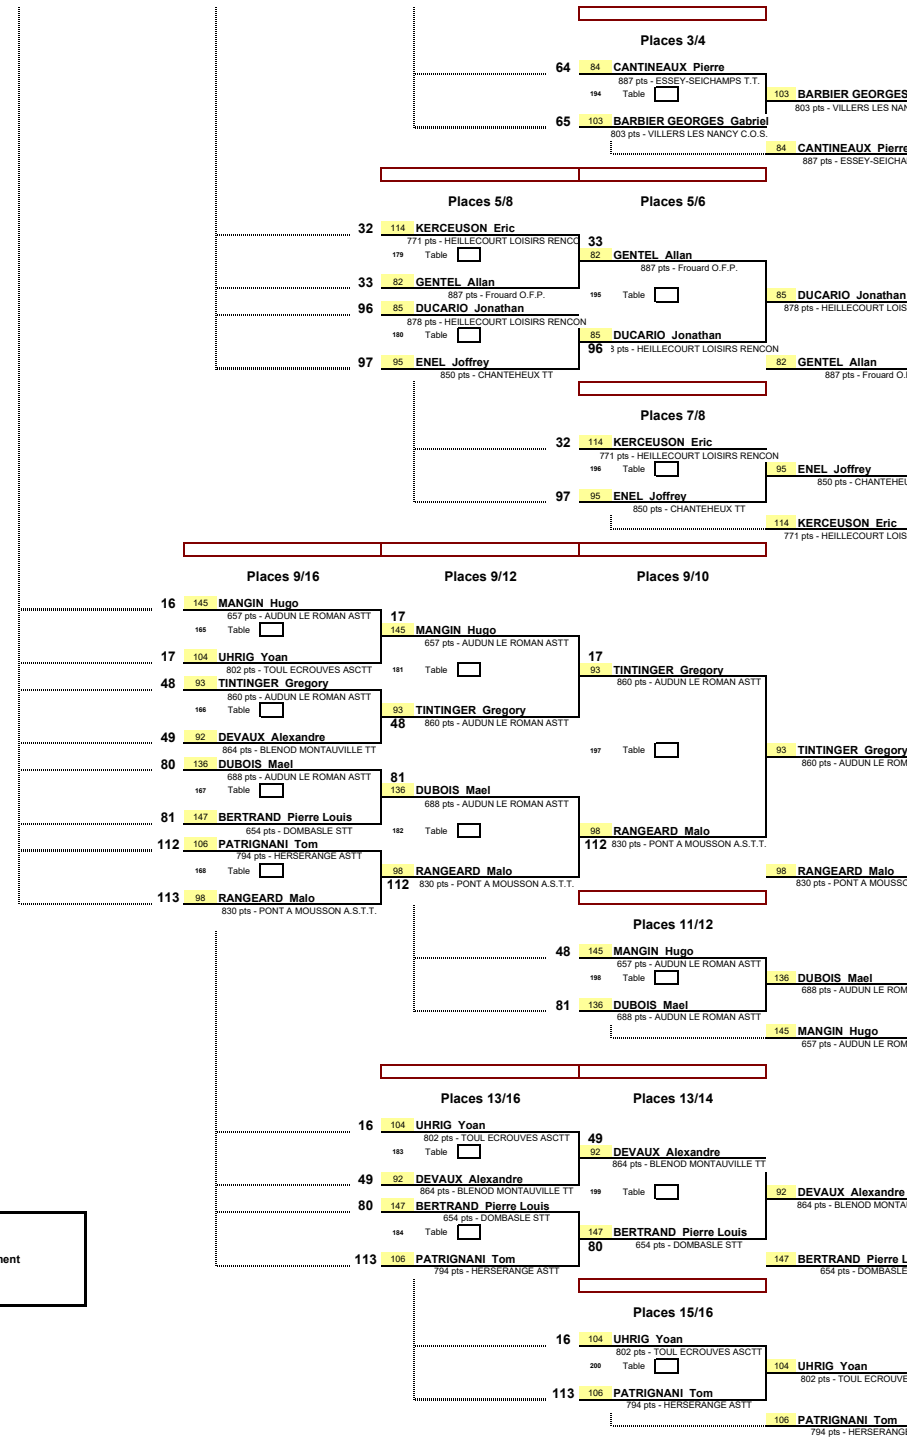 Places 3/4
64 84 CANTINEAUX Pierre
887 pts - ESSEY-SEICHAMPS T.T.
194 Table
103 BARBIER GEORGES
803 pts - VILLERS LES NAN
65 103 BARBIER GEORGES Gabriel
803 pts - VILLERS LES NANCY C.O.S.
84 CANTINEAUX Pierre
887 pts - ESSEY-SEICHA
Places 5/8 Places 5/6
32 114 KERCEUSON Eric
771 pts - HEILLECOURT LOISIRS RENCO
33
179 Table
82 GENTEL Allan
887 pts - Frouard O.F.P.
33 82 GENTEL Allan
887 pts - Frouard O.F.P.
195 Table
85 DUCARIO Jonathan
878 pts - HEILLECOURT LOIS
96 85 DUCARIO Jonathan
878 pts - HEILLECOURT LOISIRS RENCON
180 Table
85 DUCARIO Jonathan
96 pts - HEILLECOURT LOISIRS RENCON
97 95 ENEL Joffrey
850 pts - CHANTEHEUX TT
82 GENTEL Allan
887 pts - Frouard O.
Places 7/8
32 114 KERCEUSON Eric
771 pts - HEILLECOURT LOISIRS RENCON
196 Table
95 ENEL Joffrey
850 pts - CHANTEHEU
97 95 ENEL Joffrey
850 pts - CHANTEHEUX TT
114 KERCEUSON Eric
771 pts - HEILLECOURT LOIS
Places 9/16 Places 9/12 Places 9/10
16 145 MANGIN Hugo
657 pts - AUDUN LE ROMAN ASTT
17
165 Table
145 MANGIN Hugo
657 pts - AUDUN LE ROMAN ASTT
17 104 UHRIG Yoan
802 pts - TOUL ECROUVES ASCTT
181 Table
17
93 TINTINGER Gregory
860 pts - AUDUN LE ROMAN ASTT
48 93 TINTINGER Gregory
860 pts - AUDUN LE ROMAN ASTT
166 Table
93 TINTINGER Gregory
48 860 pts - AUDUN LE ROMAN ASTT
49 92 DEVAUX Alexandre
864 pts - BLENOD MONTAUVILLE TT
197 Table
93 TINTINGER Gregory
860 pts - AUDUN LE ROM
80 136 DUBOIS Mael
688 pts - AUDUN LE ROMAN ASTT
81
167 Table
136 DUBOIS Mael
688 pts - AUDUN LE ROMAN ASTT
81 147 BERTRAND Pierre Louis
654 pts - DOMBASLE STT
182 Table
98 RANGEARD Malo
112 830 pts - PONT A MOUSSON A.S.T.T.
112 106 PATRIGNANI Tom
794 pts - HERSERANGE ASTT
168 Table
98 RANGEARD Malo
112 830 pts - PONT A MOUSSON A.S.T.T.
98 RANGEARD Malo
830 pts - PONT A MOUSSO
113 98 RANGEARD Malo
830 pts - PONT A MOUSSON A.S.T.T.
Places 11/12
48 145 MANGIN Hugo
657 pts - AUDUN LE ROMAN ASTT
198 Table
136 DUBOIS Mael
688 pts - AUDUN LE ROM
81 136 DUBOIS Mael
688 pts - AUDUN LE ROMAN ASTT
145 MANGIN Hugo
657 pts - AUDUN LE ROM
Places 13/16 Places 13/14
16 104 UHRIG Yoan
802 pts - TOUL ECROUVES ASCTT
49
183 Table
92 DEVAUX Alexandre
864 pts - BLENOD MONTAUVILLE TT
49 92 DEVAUX Alexandre
864 pts - BLENOD MONTAUVILLE TT
199 Table
92 DEVAUX Alexandre
864 pts - BLENOD MONTA
80 147 BERTRAND Pierre Louis
654 pts - DOMBASLE STT
184 Table
147 BERTRAND Pierre Louis
80 654 pts - DOMBASLE STT
113 106 PATRIGNANI Tom
794 pts - HERSERANGE ASTT
147 BERTRAND Pierre L
654 pts - DOMBASLE
ment
Places 15/16
16 104 UHRIG Yoan
802 pts - TOUL ECROUVES ASCTT
200 Table
104 UHRIG Yoan
802 pts - TOUL ECROUVE
113 106 PATRIGNANI Tom
794 pts - HERSERANGE ASTT
106 PATRIGNANI Tom
794 pts - HERSERANGE